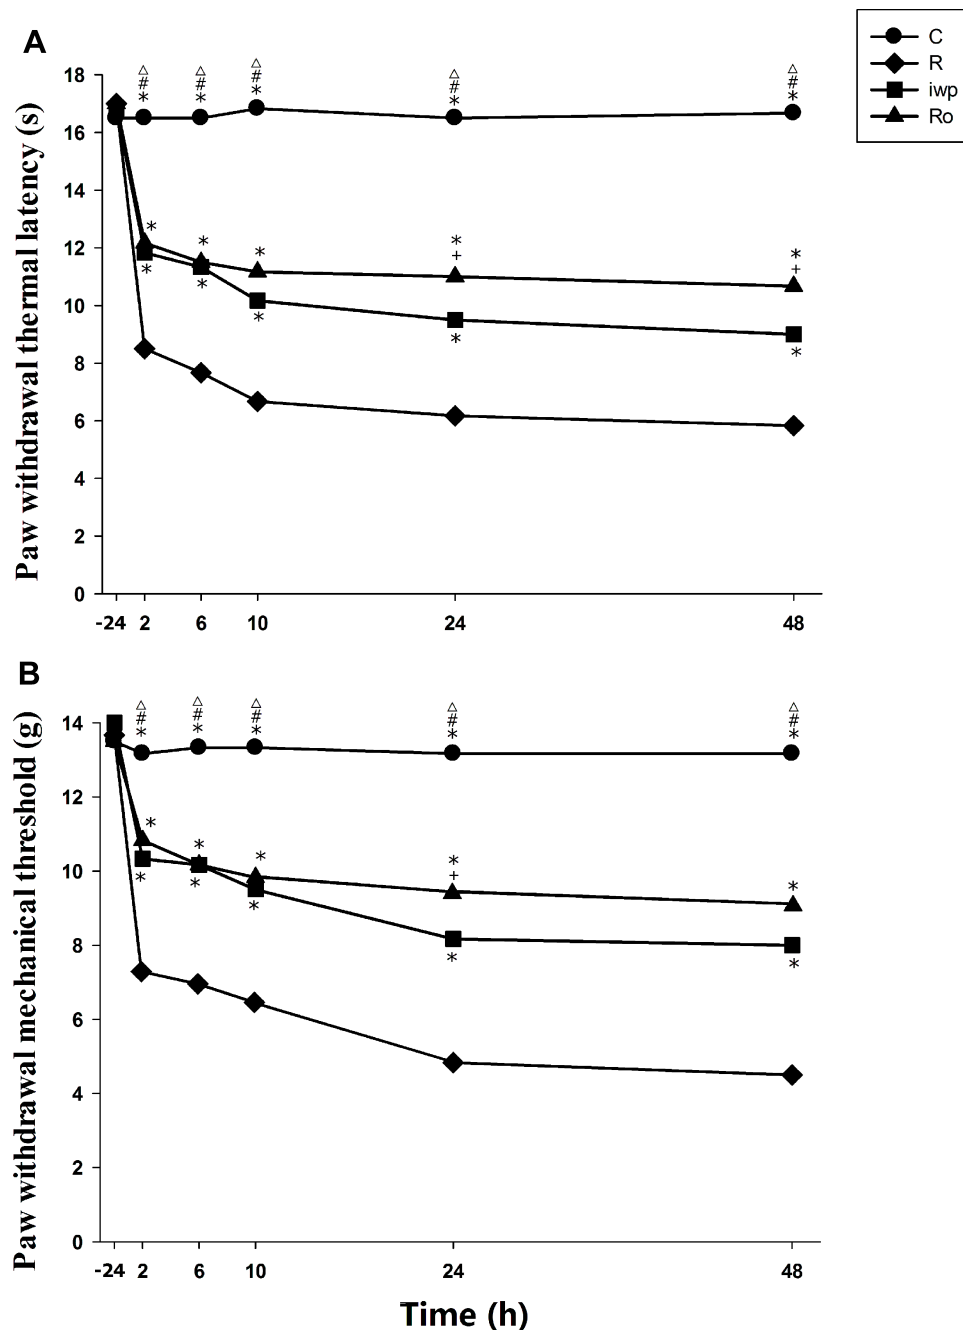 A
C
R
iwp
Ro
Paw withdrawal thermal latency (s)
18
16
14
12
10
8
6
4
2
0
△ △ △ △ △
# # # # #
* * * * *
* * * * *
+ +
* * * * *
-24 2 6 10 24 48
B
Paw withdrawal mechanical threshold (g)
14
12
10
8
6
4
2
0
△ △ △ △ △
# # # # #
* * * * *
* * * * *
+
* * * * *
-24 2 6 10 24 48
Time (h)